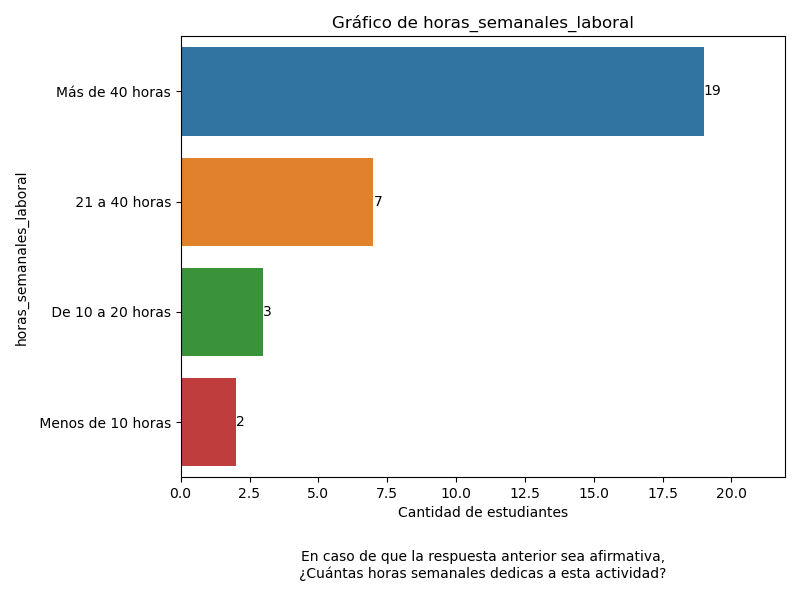 Gráfico de horas_semanales_laboral
horas_semanales_laboral
Más de 40 horas
19
21 a 40 horas
7
De 10 a 20 horas
3
Menos de 10 horas
2
0.0 2.5 5.0 7.5 10.0 12.5 15.0 17.5 20.0
Cantidad de estudiantes
En caso de que la respuesta anterior sea afirmativa,
¿Cuántas horas semanales dedicas a esta actividad?